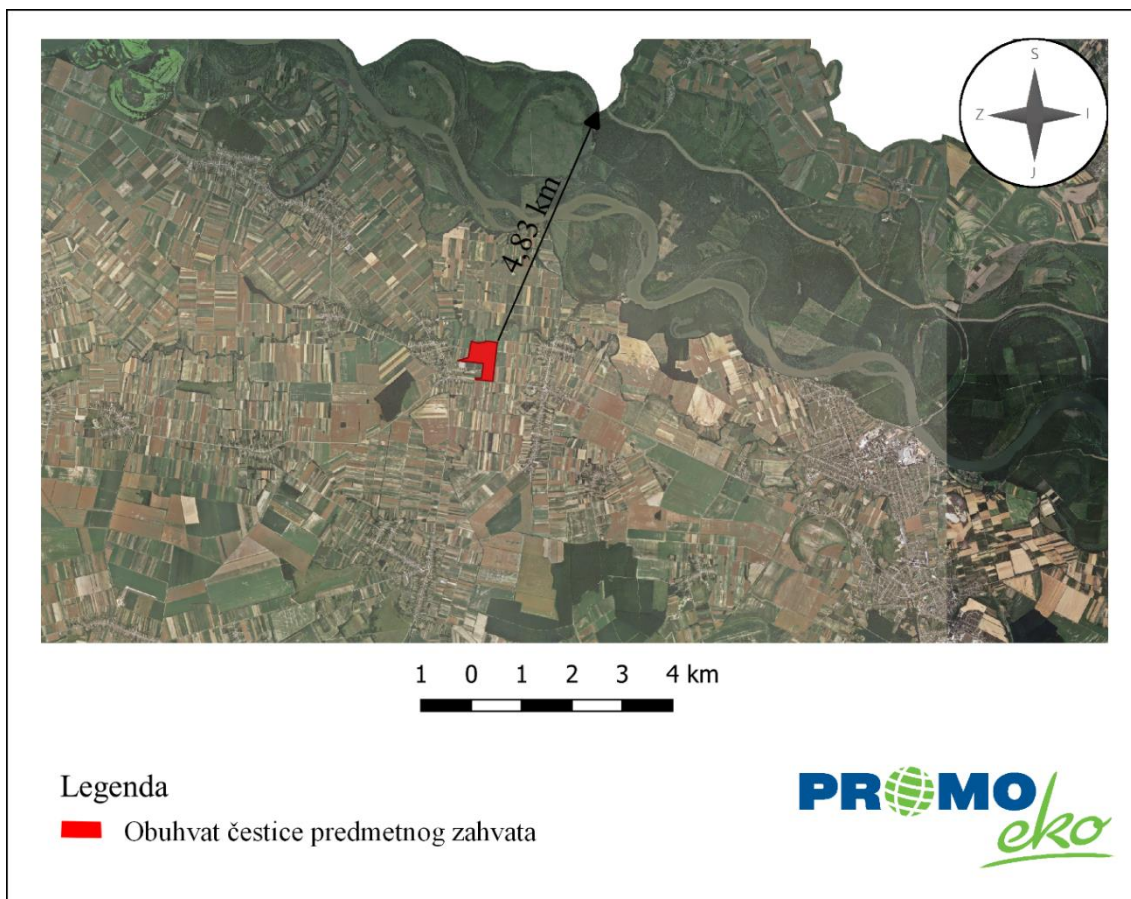 S
Z I
J
4,83 km
1 0 1 2 3 4 km
Legenda
Obuhvat čestice predmetnog zahvata
PROMO
eko